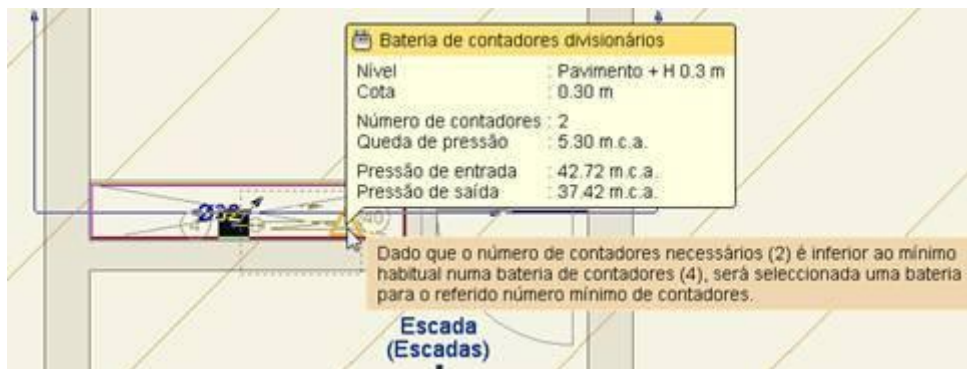 Bateria de contadores divisionários
Nível : Pavimento + H 0.3 m
Cota : 0.30 m
Número de contadores : 2
Queda de pressão : 5.30 m.c.a.
Pressão de entrada : 42.72 m.c.a.
Pressão de saída : 37.42 m.c.a.
Dado que o número de contadores necessários (2) é inferior ao mínimo
habitual numa bateria de contadores (4), será seleccionada uma bateria
para o referido número mínimo de contadores.
Escada
(Escadas)